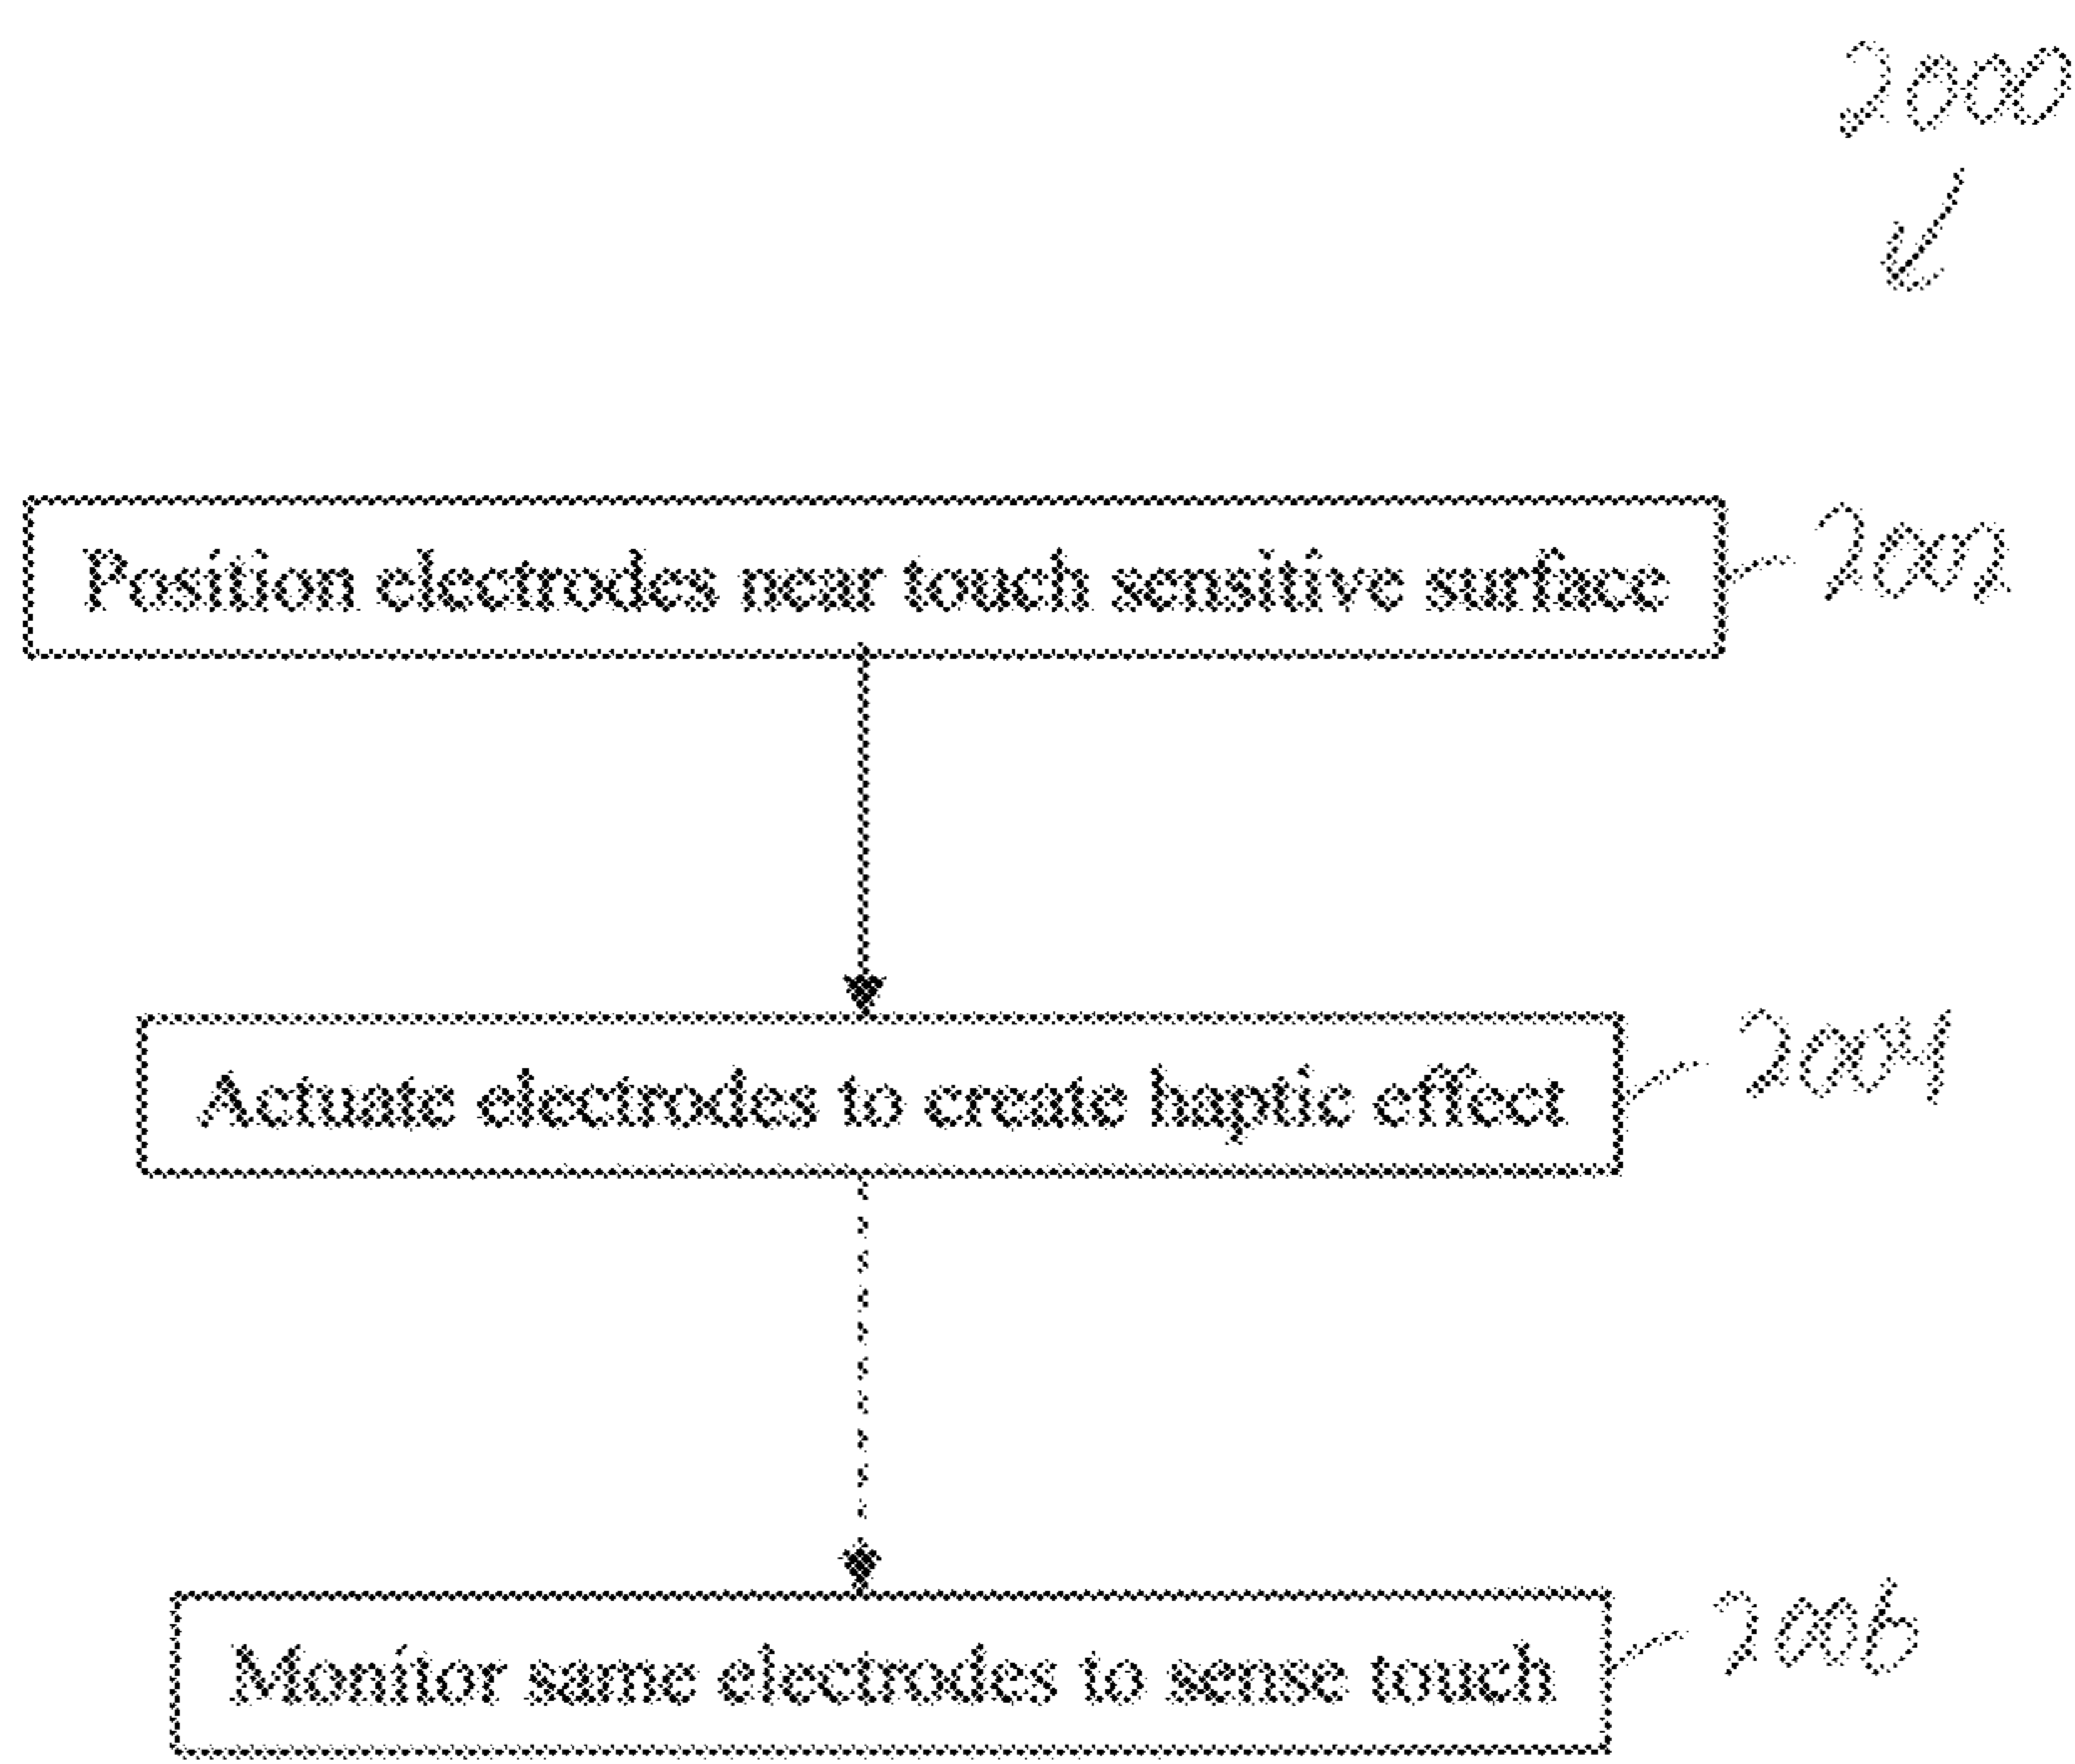 2000
Position electrodes near touch sensitive surface
2002
Actuate electrodes to create haptic effect
2004
Monitor same electrodes to sense touch
2006